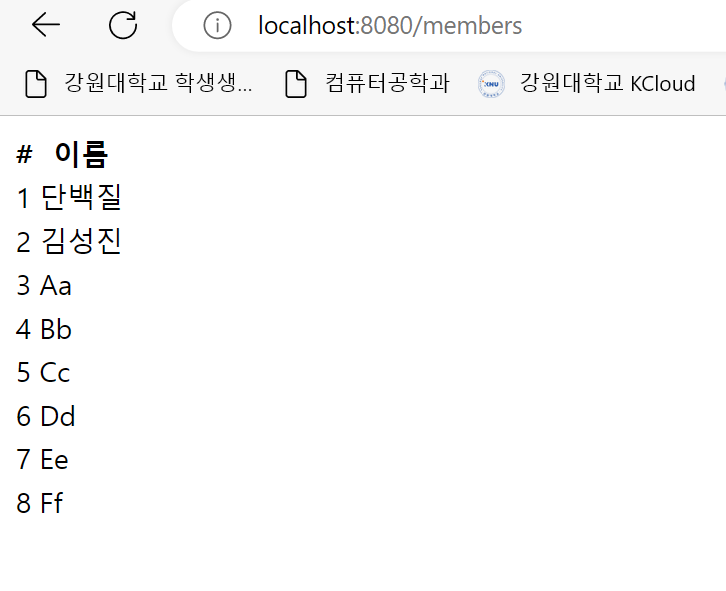 localhost:8080/members
강원대학교 학생생... 컴퓨터공학과 KNU 강원대학교 KCloud
# 이름
1 단백질
2 김성진
3 Aa
4 Bb
5 Cc
6 Dd
7 Ee
8 Ff